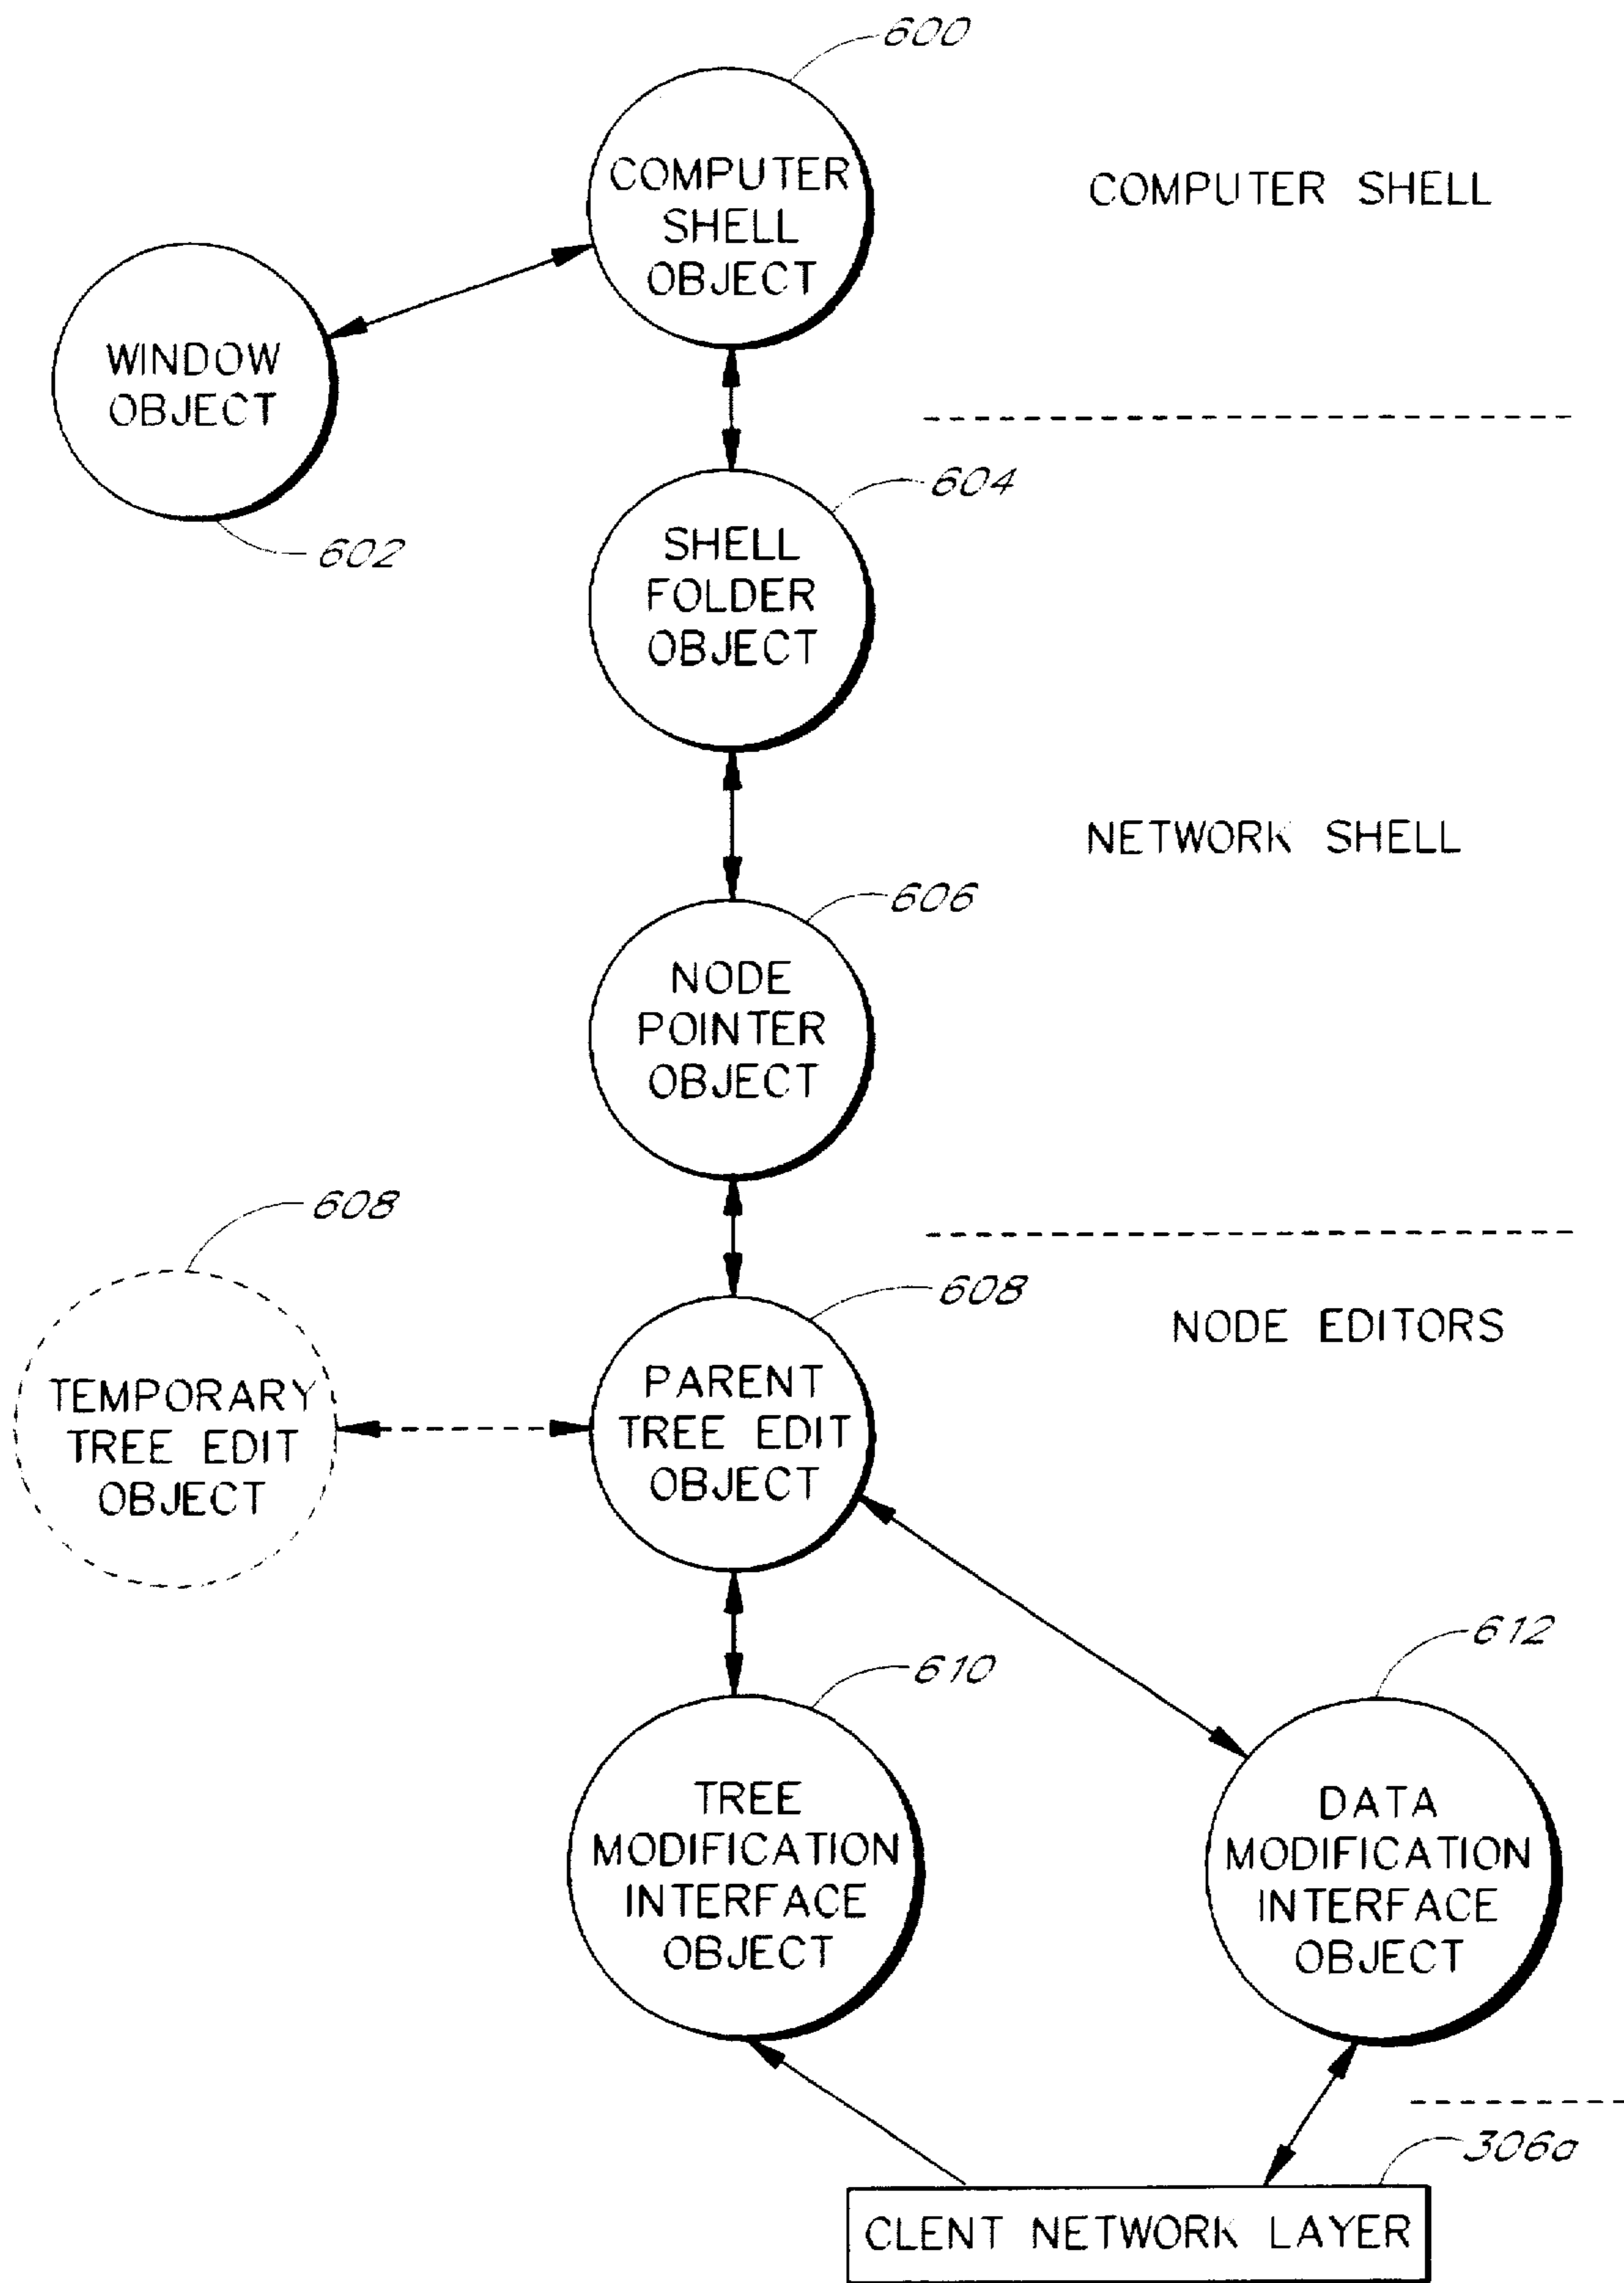 600
COMPUTER
SHELL
OBJECT
COMPUTER SHELL
WINDOW
OBJECT
602
604
SHELL
FOLDER
OBJECT
NETWORK SHELL
606
NODE
POINTER
OBJECT
608
TEMPORARY
TREE EDIT
OBJECT
608
NODE EDITORS
PARENT
TREE EDIT
OBJECT
610
TREE
MODIFICATION
INTERFACE
OBJECT
612
DATA
MODIFICATION
INTERFACE
OBJECT
306a
CLENT NETWORK LAYER